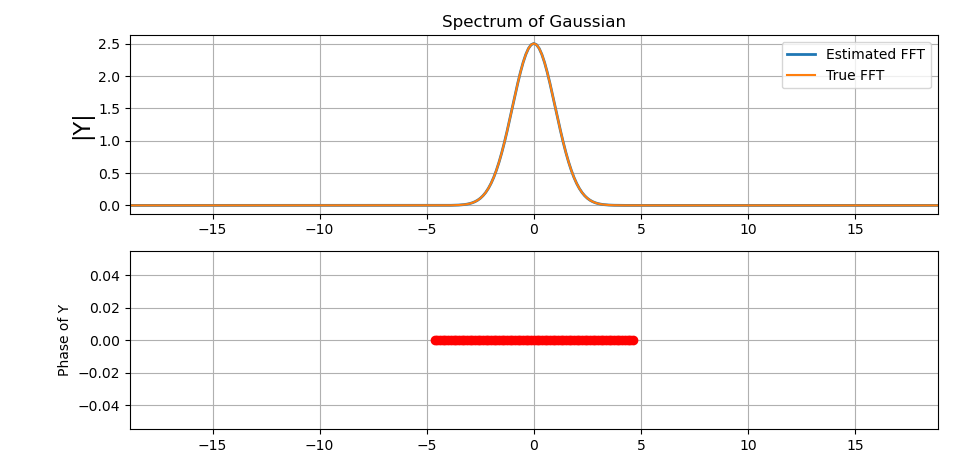 Spectrum of Gaussian
|Y|
2.5
2.0
1.5
1.0
0.5
0.0
Estimated FFT
True FFT
−15 −10 −5 0 5 10 15
Phase of Y
0.04
0.02
0.00
−0.02
−0.04
−15 −10 −5 0 5 10 15